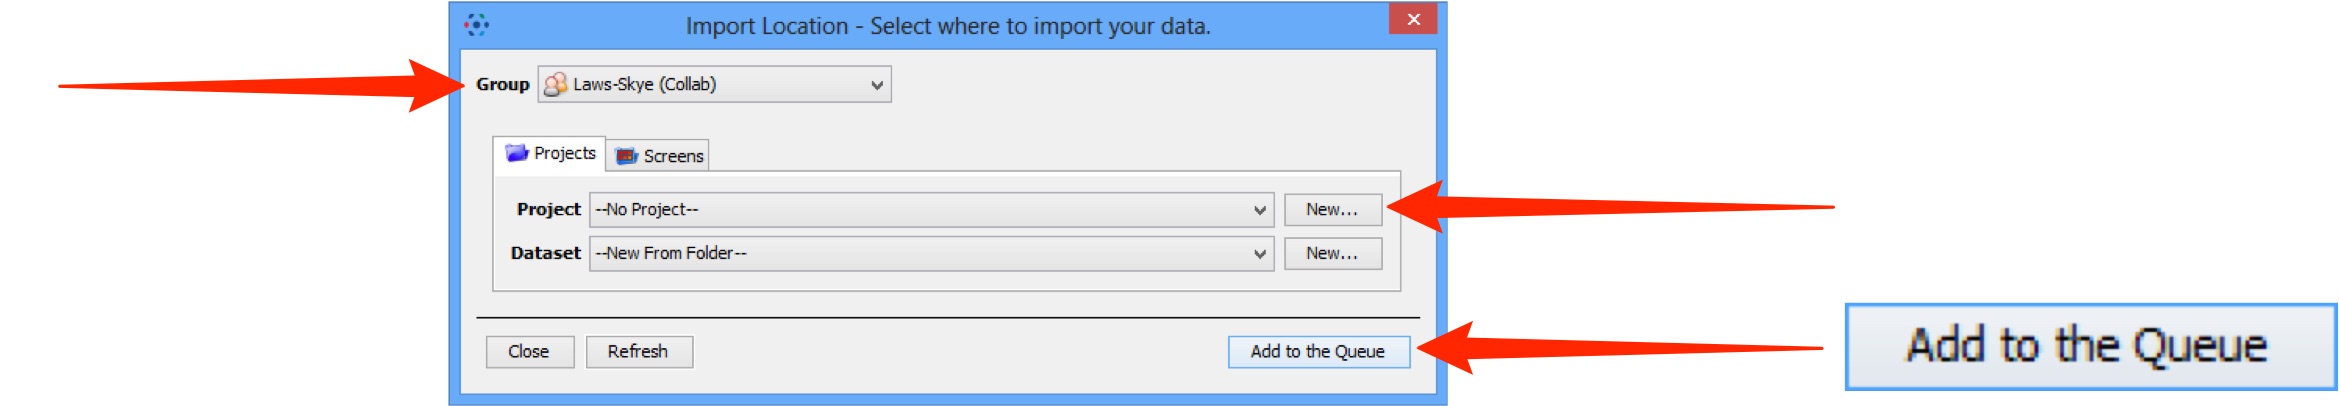 Import Location - Select where to import your data.
Group Laws-Skye (Collab)
Projects Screens
Project --No Project-- New...
Dataset --New From Folder-- New...
Close Refresh Add to the Queue
Add to the Queue